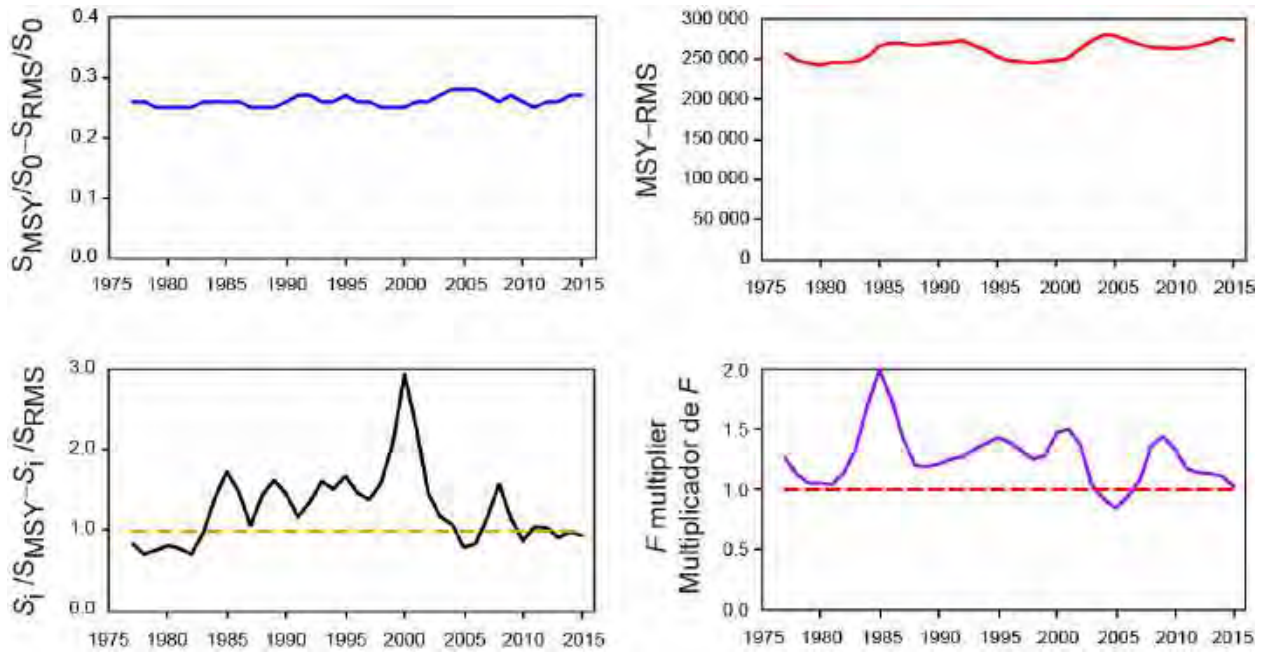 SMSY/S0–SRMS/S0
0.4
0.3
0.2
0.1
0.0
1975 1980 1985 1990 1995 2000 2005 2010 2015
MSY–RMS
300 000
250 000
200 000
150 000
100 000
50 000
0
1975 1980 1985 1990 1995 2000 2005 2010 2015
Si /SMSY–Si /SRMS
3.0
2.0
1.0
0.0
1975 1980 1985 1990 1995 2000 2005 2010 2015
F multiplier
Multiplicador de F
2.0
1.5
1.0
0.5
0.0
1975 1980 1985 1990 1995 2000 2005 2010 2015